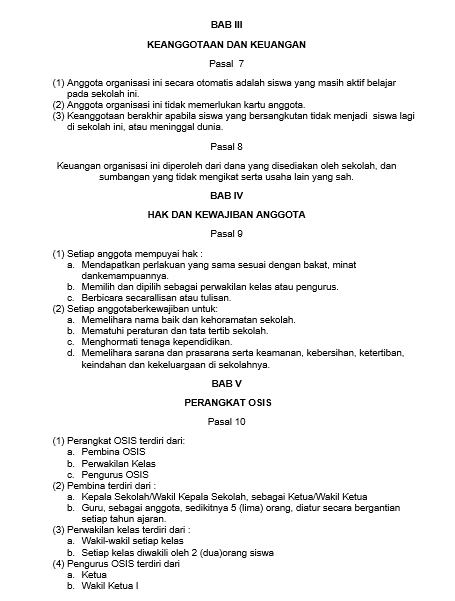 BAB III
KEANGGOTAAN DAN KEUANGAN
Pasal 7
(1) Anggota organisasi ini secara otomatis adalah siswa yang masih aktif belajar
pada sekolah ini.
(2) Anggota organisasi ini tidak memerlukan kartu anggota.
(3) Keanggotaan berakhir apabila siswa yang bersangkutan tidak menjadi siswa lagi
di sekolah ini, atau meninggal dunia.
Pasal 8
Keuangan organisasi ini diperoleh dari dana yang disediakan oleh sekolah, dan
sumbangan yang tidak mengikat serta usaha lain yang sah.
BAB IV
HAK DAN KEWAJIBAN ANGGOTA
Pasal 9
(1) Setiap anggota mempuyai hak :
a. Mendapatkan perlakuan yang sama sesuai dengan bakat, minat
dankemampuannya.
b. Memilih dan dipilih sebagai perwakilan kelas atau pengurus.
c. Berbicara secarallisan atau tulisan.
(2) Setiap anggotaberkewajiban untuk:
a. Memelihara nama baik dan kehoramatan sekolah.
b. Mematuhi peraturan dan tata tertib sekolah.
c. Menghormati tenaga kependidikan.
d. Memelihara sarana dan prasarana serta keamanan, kebersihan, ketertiban,
keindahan dan kekeluargaan di sekolahnya.
BAB V
PERANGKAT OSIS
Pasal 10
(1) Perangkat OSIS terdiri dari:
a. Pembina OSIS
b. Perwakilan Kelas
c. Pengurus OSIS
(2) Pembina terdiri dari :
a. Kepala Sekolah/Wakil Kepala Sekolah, sebagai Ketua/Wakil Ketua
b. Guru, sebagai anggota, sedikitnya 5 (lima) orang, diatur secara bergantian
setiap tahun ajaran.
(3) Perwakilan kelas terdiri dari :
a. Wakil-wakil setiap kelas
b. Setiap kelas diwakili oleh 2 (dua)orang siswa
(4) Pengurus OSIS terdiri dari
a. Ketua
b. Wakil Ketua I